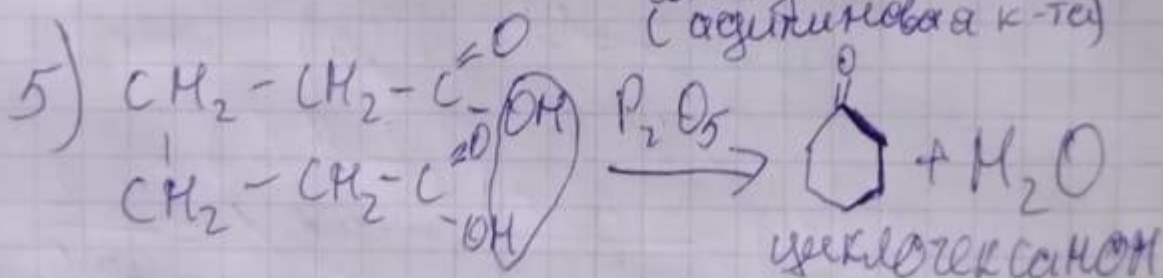 (адипиновая к-та)
5) CH₂ - CH₂ - C =O - OH P₂O₅ O + H₂O
CH₂ - CH₂ - C =O - OH
циклогексанон